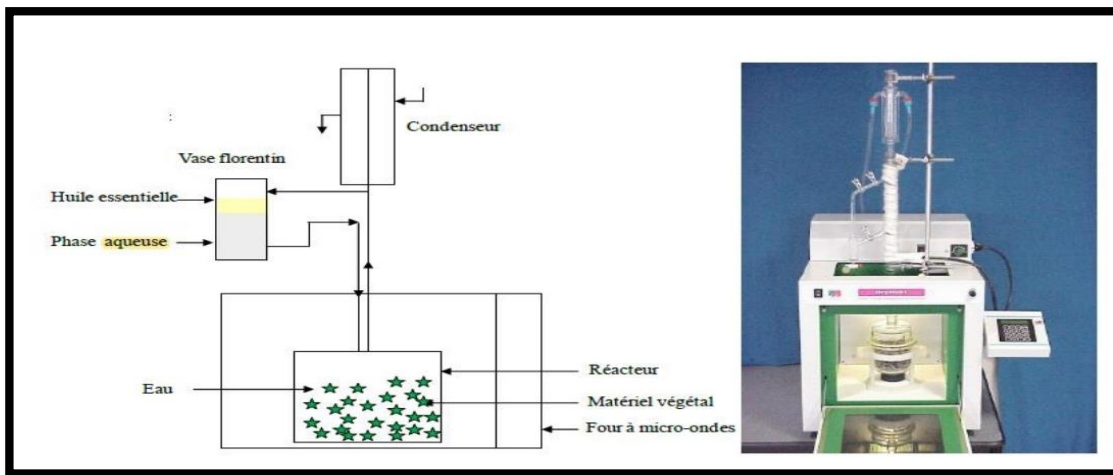 Condenseur
Vase florentin
Huile essentielle
Phase aqueuse
Eau
Réacteur
Matériel végétal
Four à micro-ondes